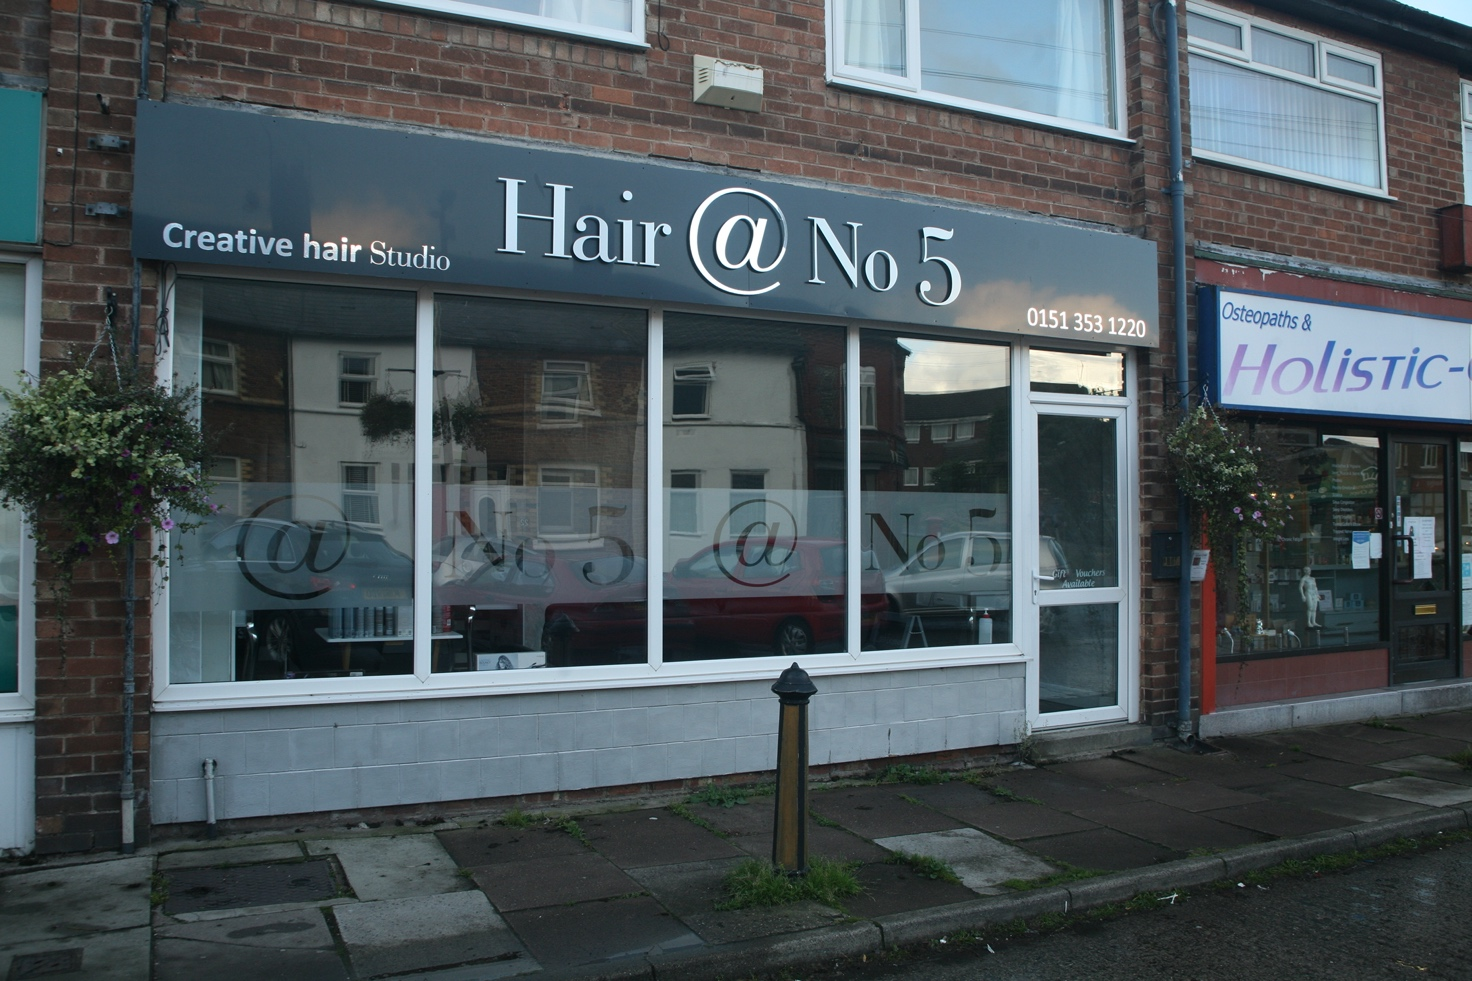 Hair @ No 5
Creative hair Studio
0151 353 1220
Osteopaths &
Holistic-
@ No 5 @ No 5
Gift Vouchers
Available